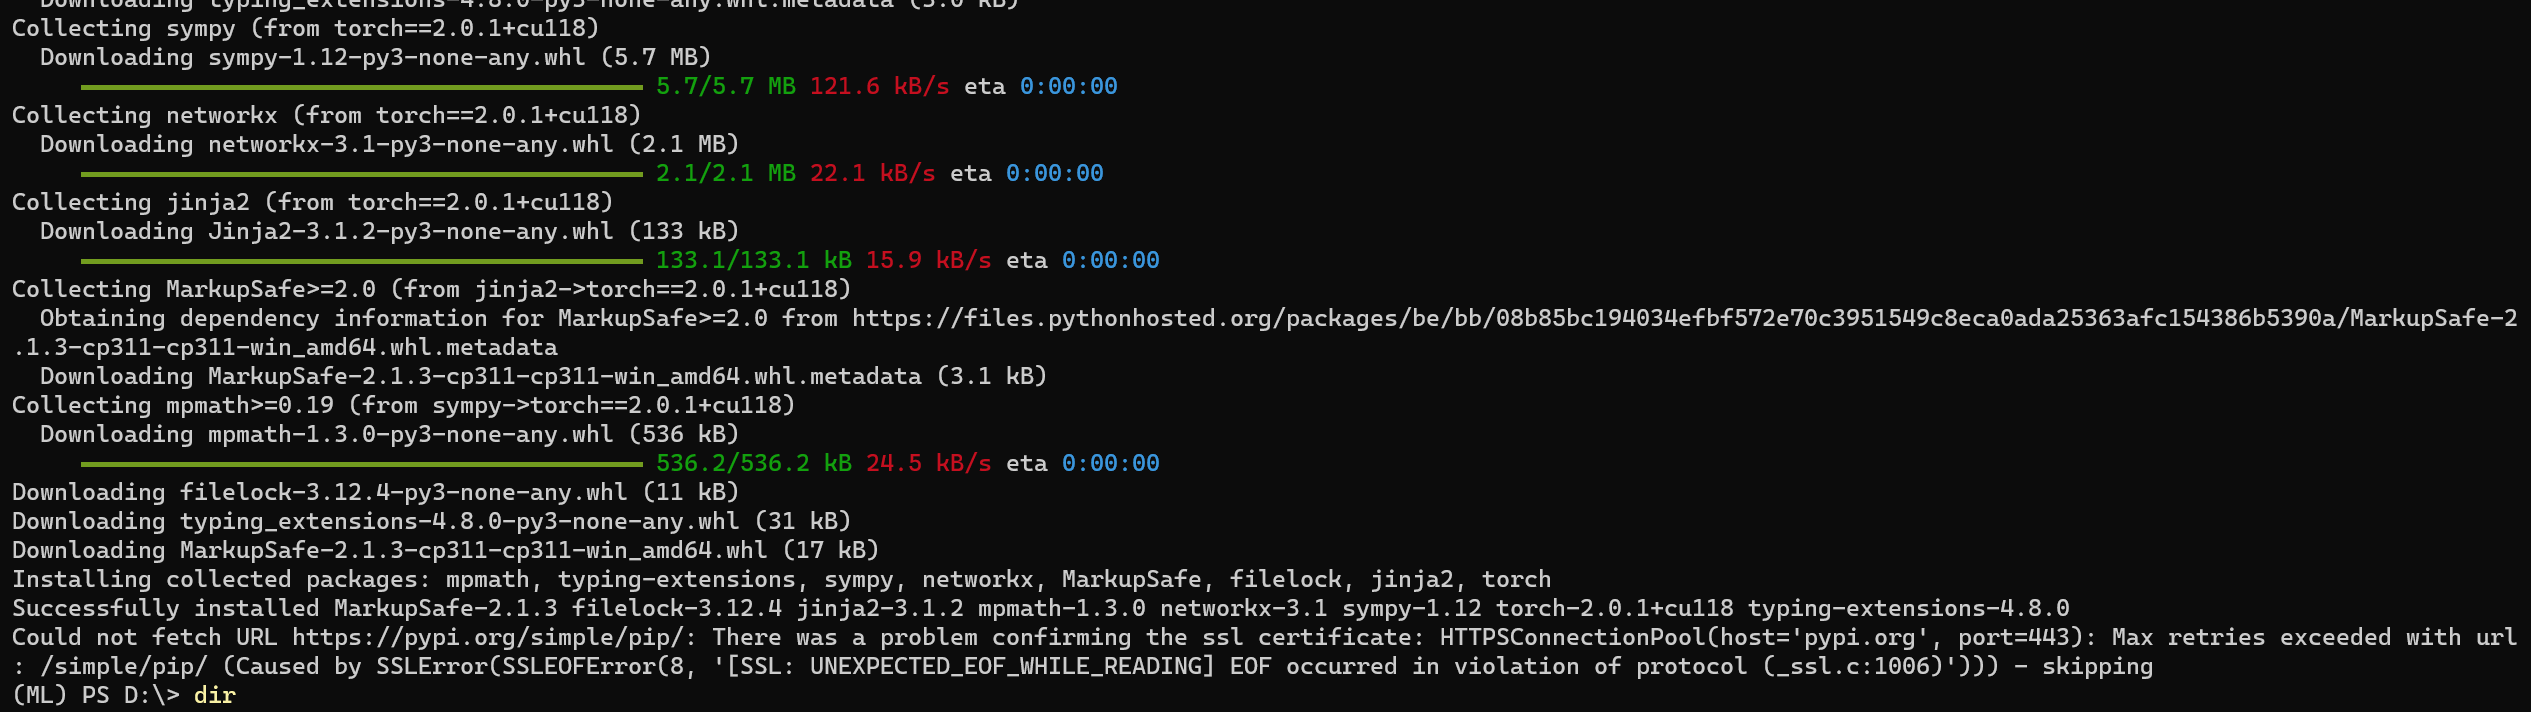 Downloading typing_extensions-4.8.0-py3-none-any.whl.metadata (3.0 kB)
Collecting sympy (from torch==2.0.1+cu118)
  Downloading sympy-1.12-py3-none-any.whl (5.7 MB)
5.7/5.7 MB 121.6 kB/s eta 0:00:00
Collecting networkx (from torch==2.0.1+cu118)
  Downloading networkx-3.1-py3-none-any.whl (2.1 MB)
2.1/2.1 MB 22.1 kB/s eta 0:00:00
Collecting jinja2 (from torch==2.0.1+cu118)
  Downloading Jinja2-3.1.2-py3-none-any.whl (133 kB)
133.1/133.1 kB 15.9 kB/s eta 0:00:00
Collecting MarkupSafe>=2.0 (from jinja2->torch==2.0.1+cu118)
  Obtaining dependency information for MarkupSafe>=2.0 from https://files.pythonhosted.org/packages/be/bb/08b85bc194034efbf572e70c3951549c8eca0ada25363afc154386b5390a/MarkupSafe-2
.1.3-cp311-cp311-win_amd64.whl.metadata
  Downloading MarkupSafe-2.1.3-cp311-cp311-win_amd64.whl.metadata (3.1 kB)
Collecting mpmath>=0.19 (from sympy->torch==2.0.1+cu118)
  Downloading mpmath-1.3.0-py3-none-any.whl (536 kB)
536.2/536.2 kB 24.5 kB/s eta 0:00:00
Downloading filelock-3.12.4-py3-none-any.whl (11 kB)
Downloading typing_extensions-4.8.0-py3-none-any.whl (31 kB)
Downloading MarkupSafe-2.1.3-cp311-cp311-win_amd64.whl (17 kB)
Installing collected packages: mpmath, typing-extensions, sympy, networkx, MarkupSafe, filelock, jinja2, torch
Successfully installed MarkupSafe-2.1.3 filelock-3.12.4 jinja2-3.1.2 mpmath-1.3.0 networkx-3.1 sympy-1.12 torch-2.0.1+cu118 typing-extensions-4.8.0
Could not fetch URL https://pypi.org/simple/pip/: There was a problem confirming the ssl certificate: HTTPSConnectionPool(host='pypi.org', port=443): Max retries exceeded with url
: /simple/pip/ (Caused by SSLError(SSLEOFError(8, '[SSL: UNEXPECTED_EOF_WHILE_READING] EOF occurred in violation of protocol (_ssl.c:1006)'))) - skipping
(ML) PS D:\> dir